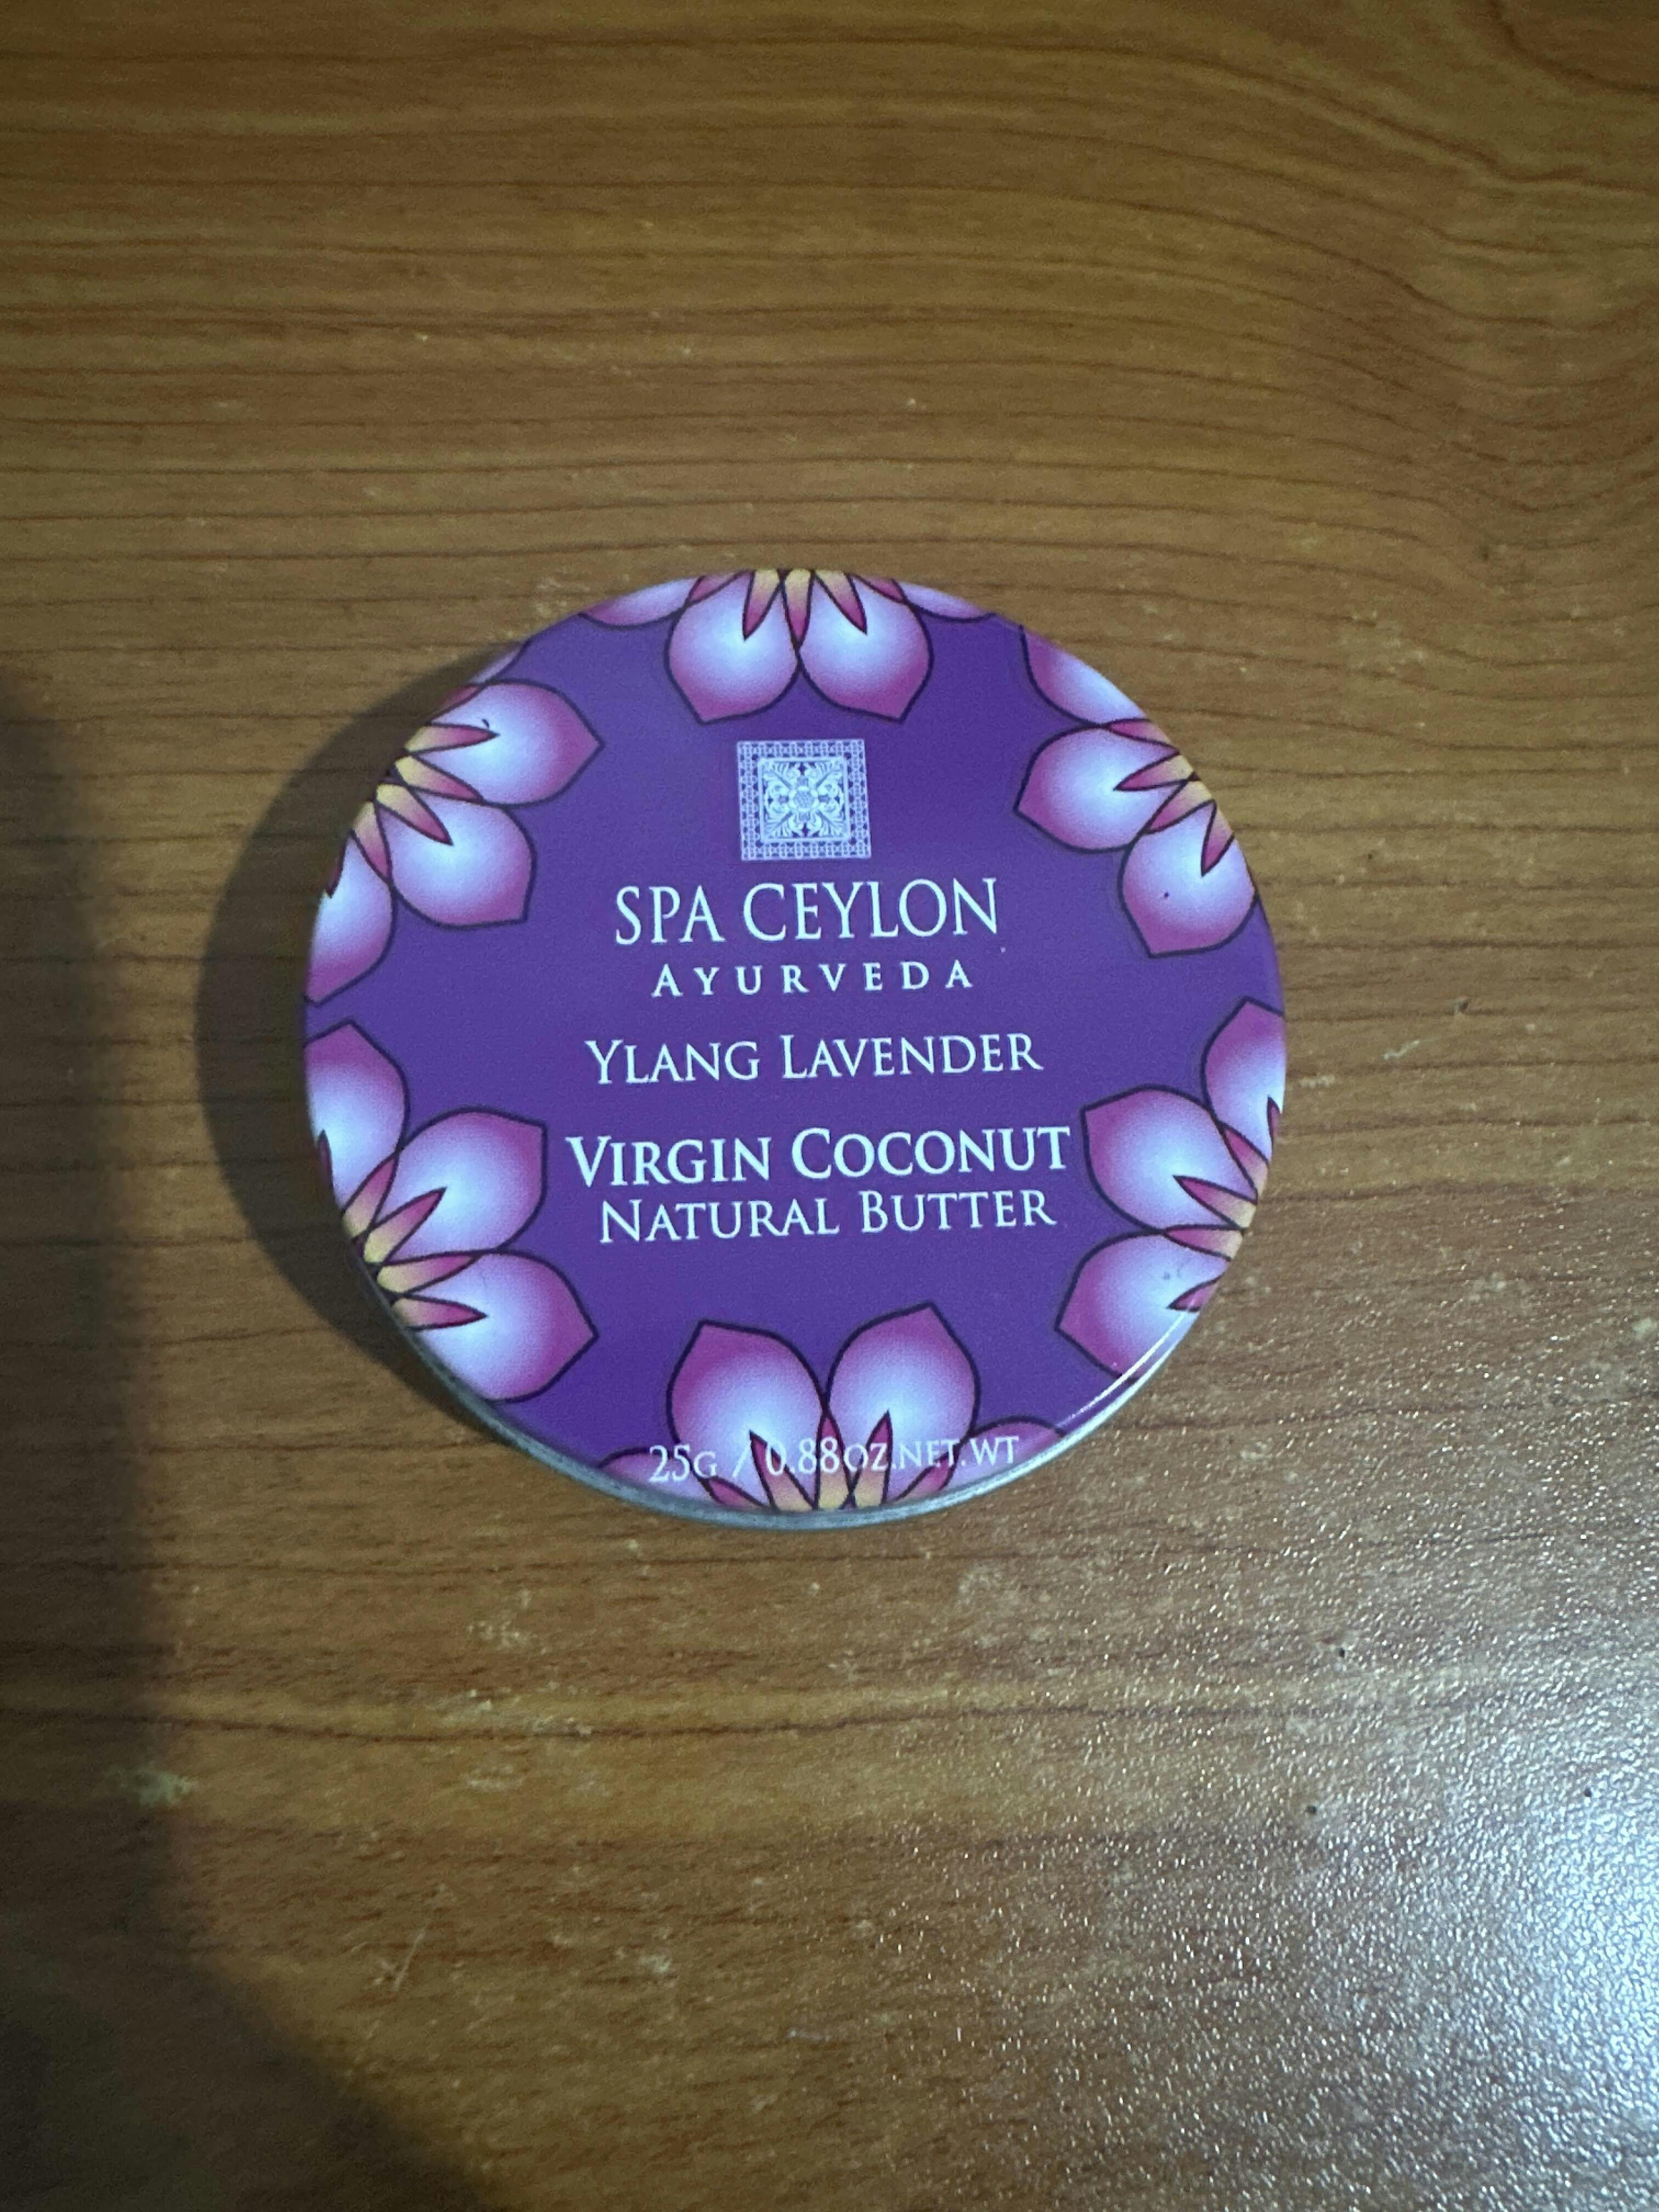 SPA CEYLON
AYURVEDA
YLANG LAVENDER
VIRGIN COCONUT
NATURAL BUTTER
25G / 0.88OZ.NET.WT